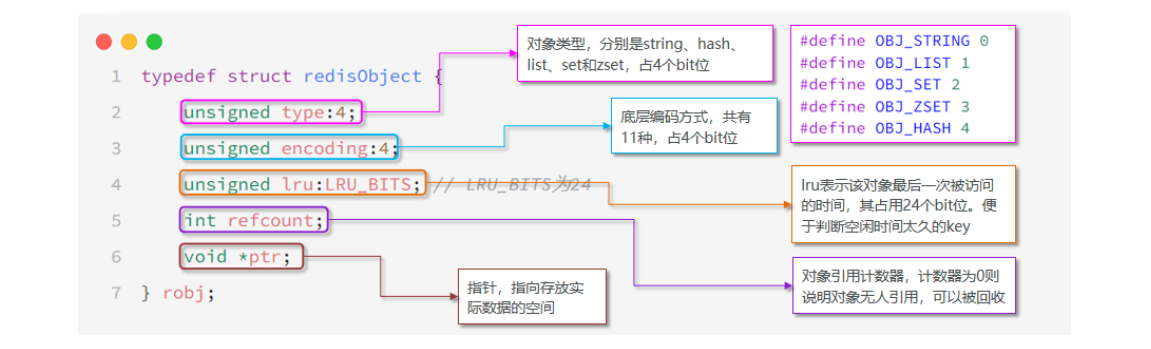 1 typedef struct redisObject {
2 unsigned type:4;
3 unsigned encoding:4;
4 unsigned lru:LRU_BITS; // LRU_BITS为24
5 int refcount;
6 void *ptr;
7 } robj;
对象类型，分别是string、hash、
list、set和zset，占4个bit位
#define OBJ_STRING 0
#define OBJ_LIST 1
#define OBJ_SET 2
#define OBJ_ZSET 3
#define OBJ_HASH 4
底层编码方式，共有
11种，占4个bit位
lru表示该对象最后一次被访问
的时间，其占用24个bit位。便
于判断空闲时间太久的key
对象引用计数器，计数器为0则
说明对象无人引用，可以被回收
指针，指向存放实
际数据的空间